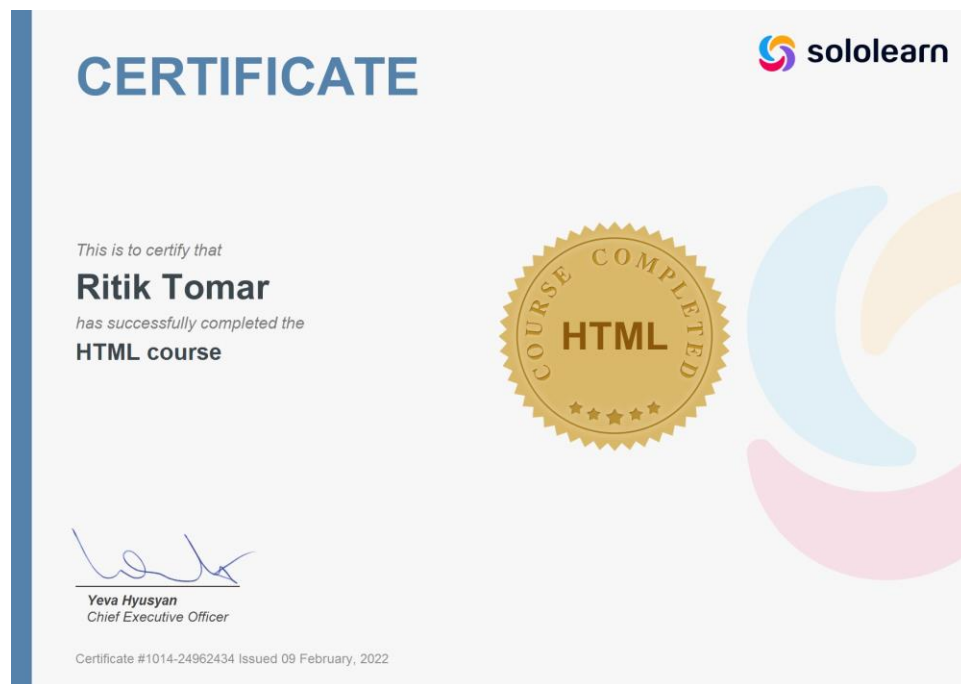 CERTIFICATE
sololearn
This is to certify that
Ritik Tomar
has successfully completed the
HTML course
COURSE COMPLETED
HTML
Yeva Hyusyan
Chief Executive Officer
Certificate #1014-24962434 Issued 09 February, 2022